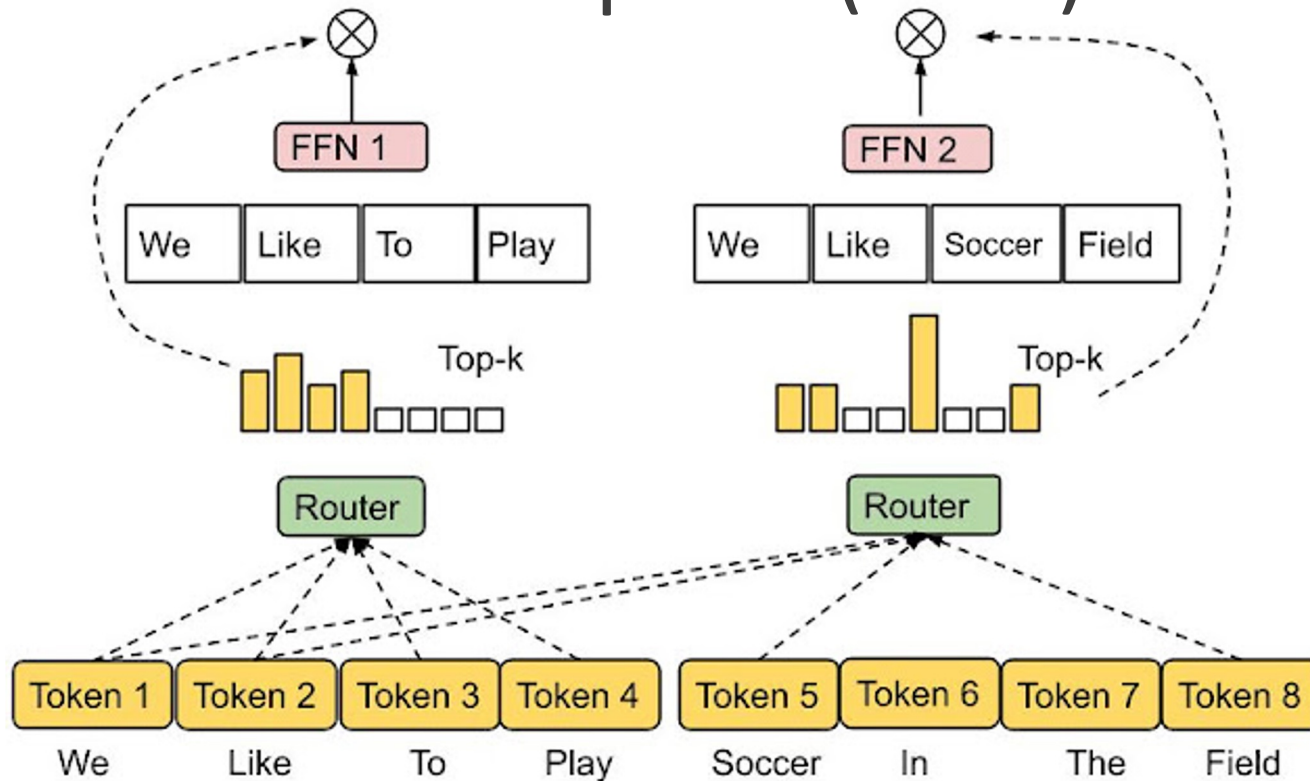 FFN 1
FFN 2
We Like To Play
We Like Soccer Field
Top-k
Top-k
Router
Router
Token 1 Token 2 Token 3 Token 4 Token 5 Token 6 Token 7 Token 8
We Like To Play Soccer In The Field